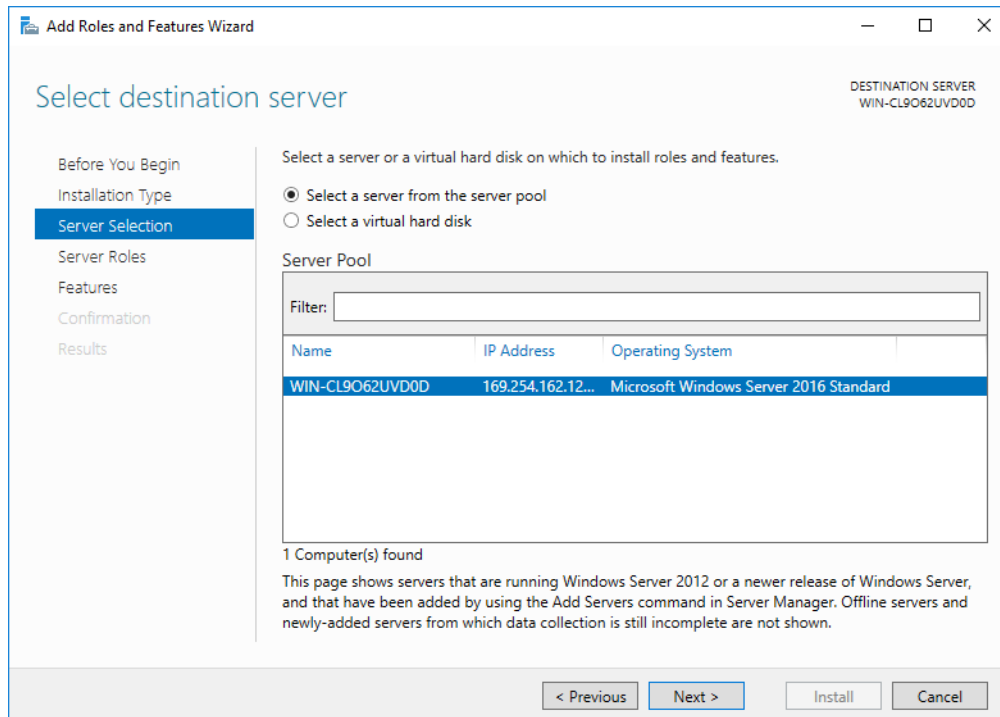 Add Roles and Features Wizard
Select destination server
DESTINATION SERVER
WIN-CL9O62UVD0D
Before You Begin
Installation Type
Server Selection
Server Roles
Features
Confirmation
Results
Select a server or a virtual hard disk on which to install roles and features.
Select a server from the server pool
Select a virtual hard disk
Server Pool
Filter:
Name IP Address Operating System
WIN-CL9O62UVD0D 169.254.162.12... Microsoft Windows Server 2016 Standard
1 Computer(s) found
This page shows servers that are running Windows Server 2012 or a newer release of Windows Server,
and that have been added by using the Add Servers command in Server Manager. Offline servers and
newly-added servers from which data collection is still incomplete are not shown.
< Previous Next > Install Cancel